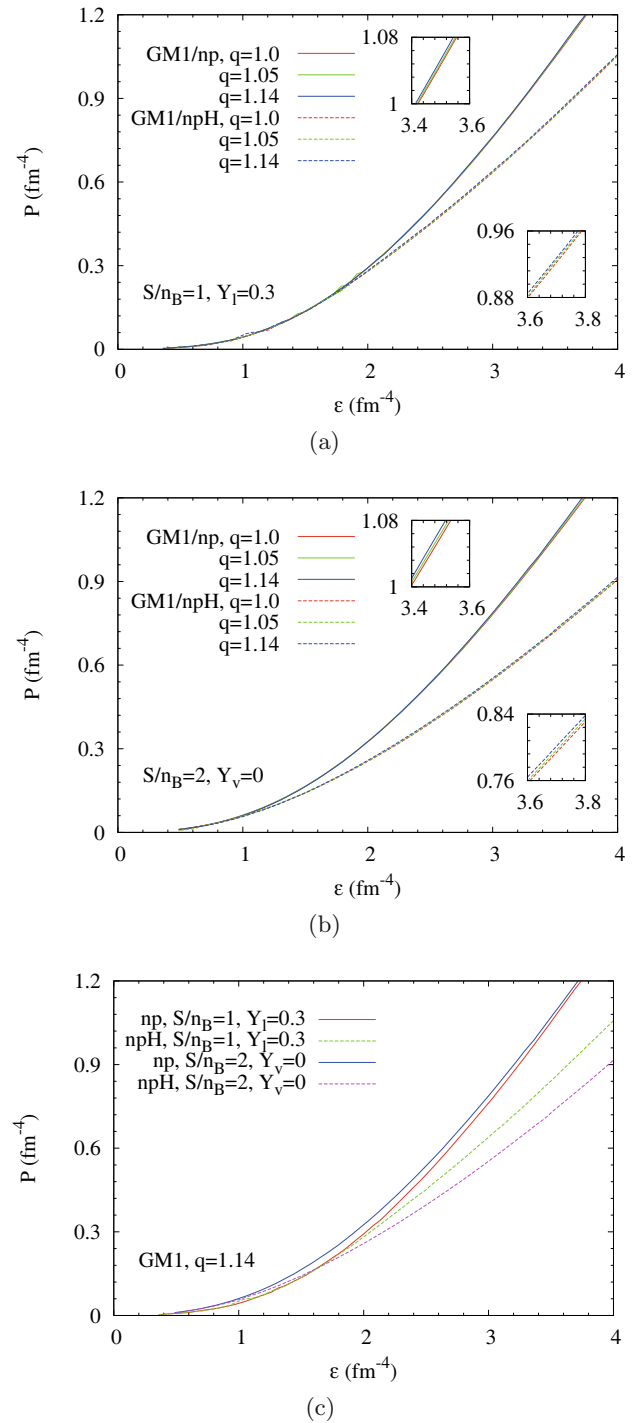 1.2
GM1/np, q=1.0
q=1.05
q=1.14
GM1/npH, q=1.0
q=1.05
q=1.14
1.08
1
3.4 3.6
0.9
0.6
0.3
0
P (fm⁻⁴)
0.96
0.88
3.6 3.8
S/n_B=1, Y_l=0.3
0 1 2 3 4
ε (fm⁻⁴)
(a)
1.2
GM1/np, q=1.0
q=1.05
q=1.14
GM1/npH, q=1.0
q=1.05
q=1.14
1.08
1
3.4 3.6
0.9
0.6
0.3
0
P (fm⁻⁴)
0.84
0.76
3.6 3.8
S/n_B=2, Y_ν=0
0 1 2 3 4
ε (fm⁻⁴)
(b)
1.2
np, S/n_B=1, Y_l=0.3
npH, S/n_B=1, Y_l=0.3
np, S/n_B=2, Y_ν=0
npH, S/n_B=2, Y_ν=0
0.9
0.6
0.3
0
P (fm⁻⁴)
GM1, q=1.14
0 1 2 3 4
ε (fm⁻⁴)
(c)